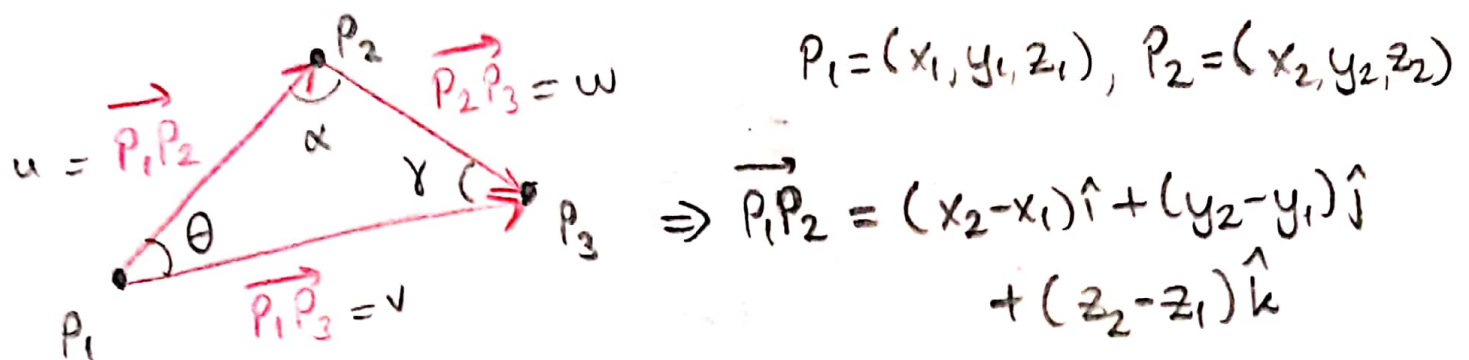 P₂
P₂P₃ = w
P₁ = (x₁, y₁, z₁), P₂ = (x₂, y₂, z₂)
u = P₁P₂
α
γ
θ
P₃
⇒ P₁P₂ = (x₂-x₁)î + (y₂-y₁)ĵ
+ (z₂-z₁)k̂
P₁P₃ = v
P₁